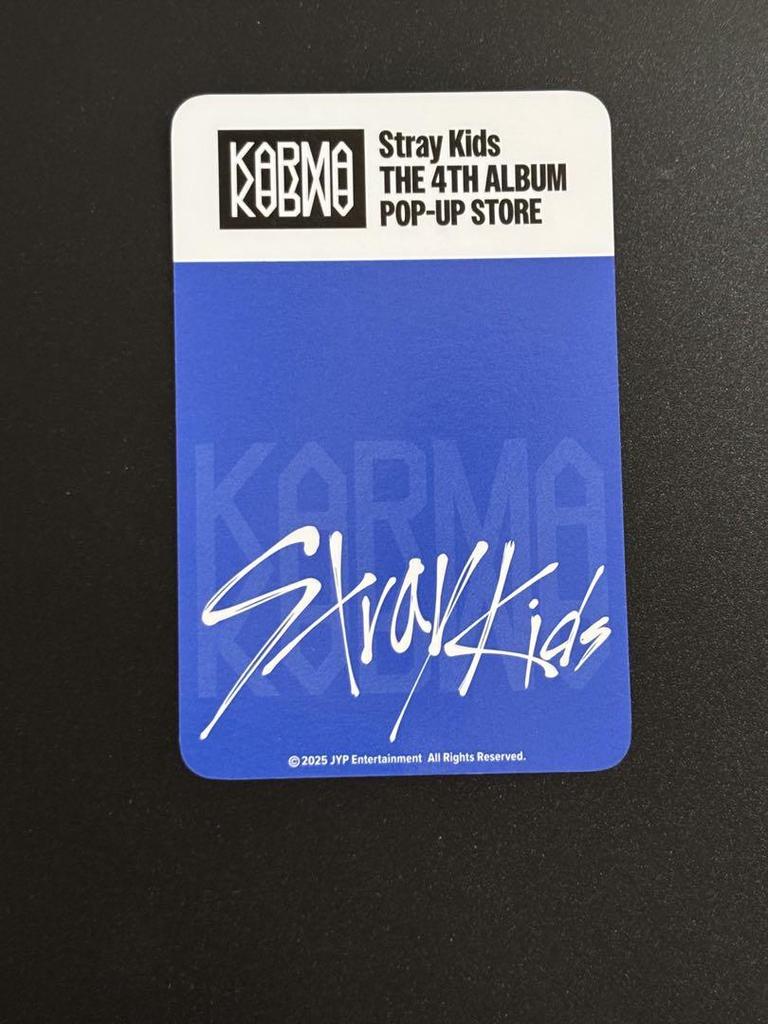 KARMA
Stray Kids
THE 4TH ALBUM
POP-UP STORE
KARMA
Stray Kids
© 2025 JYP Entertainment All Rights Reserved.